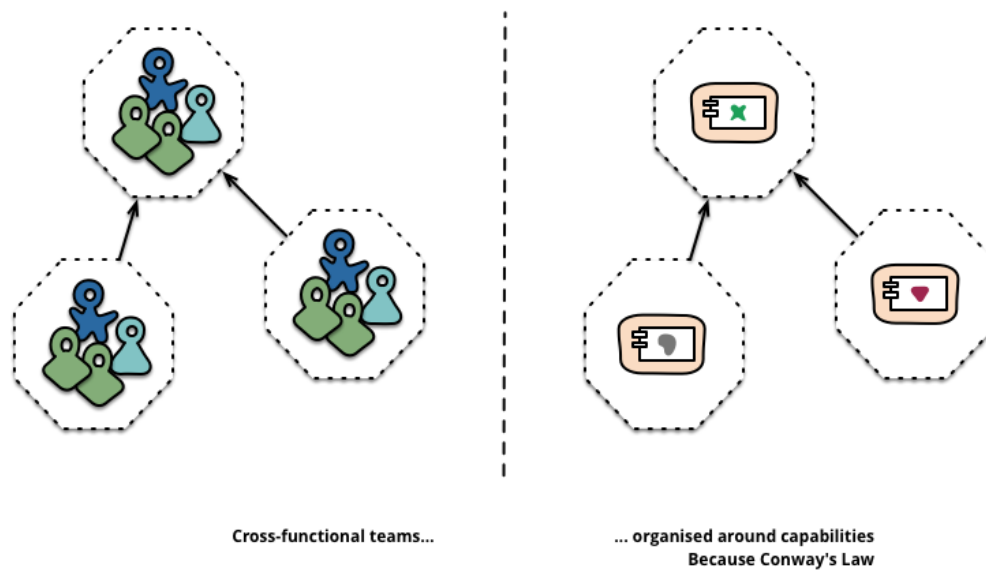 Cross-functional teams...
... organised around capabilities
Because Conway's Law